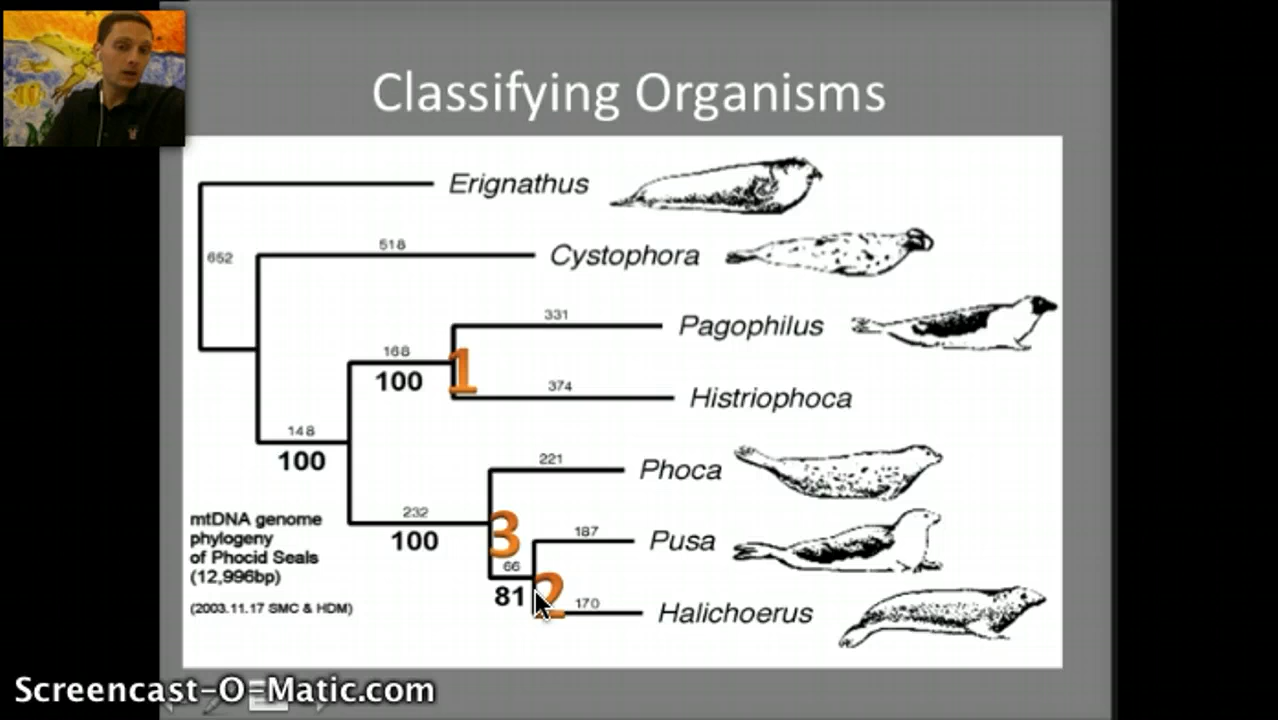 Classifying Organisms
Erignathus
518
652
Cystophora
331
Pagophilus
168
1
100
374
Histriophoca
148
100
221
Phoca
232
100
3
187
Pusa
66
81
2
170
Halichoerus
mtDNA genome
phylogeny
of Phocid Seals
(12,996bp)
(2003.11.17 SMC & HDM)
Screencast-O-Matic.com